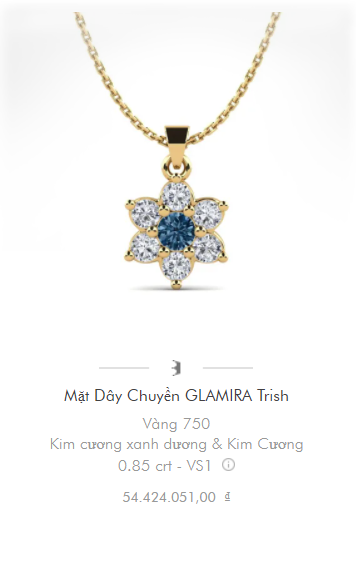 Mặt Dây Chuyền GLAMIRA Trish
Vàng 750
Kim cương xanh dương & Kim Cương
0.85 crt - VS1
54.424.051,00 ₫